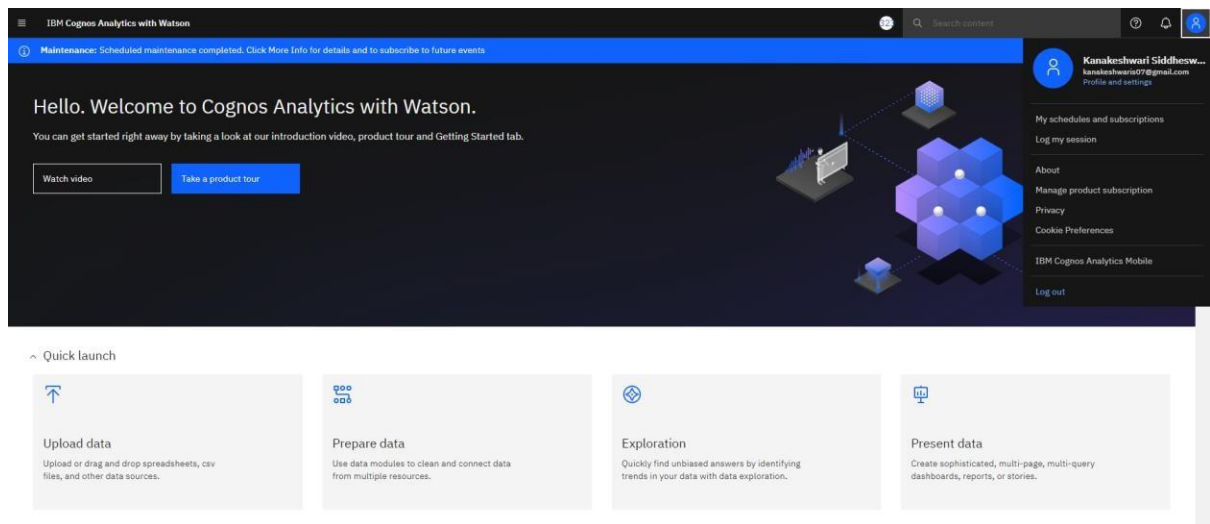 IBM Cognos Analytics with Watson
Search content
Maintenance: Scheduled maintenance completed. Click More Info for details and to subscribe to future events
Hello. Welcome to Cognos Analytics with Watson.
You can get started right away by taking a look at our introduction video, product tour and Getting Started tab.
Watch video
Take a product tour
Kanakeshwari Siddhesw...
kanakeshwaris07@gmail.com
Profile and settings
My schedules and subscriptions
Log my session
About
Manage product subscription
Privacy
Cookie Preferences
IBM Cognos Analytics Mobile
Log out
Quick launch
Upload data
Upload or drag and drop spreadsheets, csv
files, and other data sources.
Prepare data
Use data modules to clean and connect data
from multiple resources.
Exploration
Quickly find unbiased answers by identifying
trends in your data with data exploration.
Present data
Create sophisticated, multi-page, multi-query
dashboards, reports, or stories.